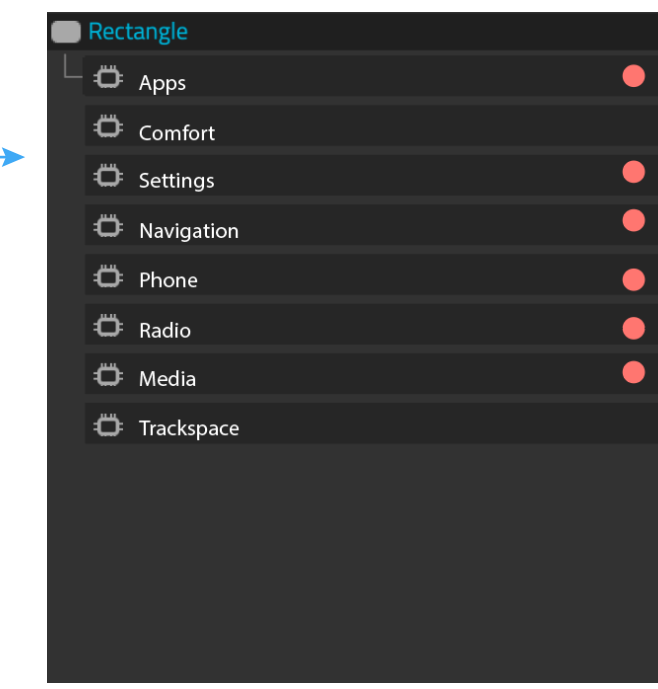 Rectangle
Apps
Comfort
Settings
Navigation
Phone
Radio
Media
Trackspace